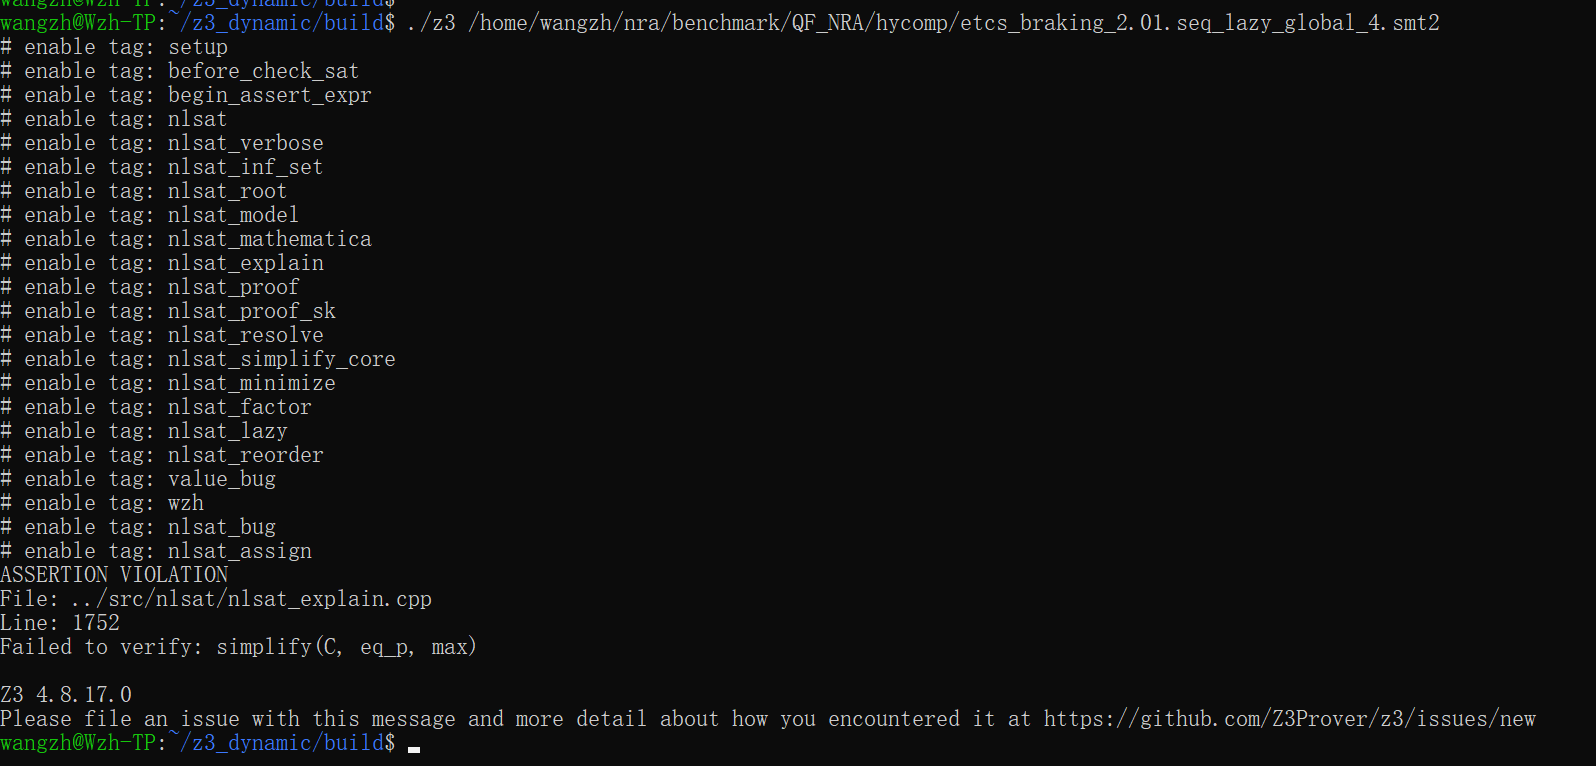 wangzh@Wzh-TP:~/z3_dynamic/build$
wangzh@Wzh-TP:~/z3_dynamic/build$ ./z3 /home/wangzh/nra/benchmark/QF_NRA/hycomp/etcs_braking_2.01.seq_lazy_global_4.smt2
# enable tag: setup
# enable tag: before_check_sat
# enable tag: begin_assert_expr
# enable tag: nlsat
# enable tag: nlsat_verbose
# enable tag: nlsat_inf_set
# enable tag: nlsat_root
# enable tag: nlsat_model
# enable tag: nlsat_mathematica
# enable tag: nlsat_explain
# enable tag: nlsat_proof
# enable tag: nlsat_proof_sk
# enable tag: nlsat_resolve
# enable tag: nlsat_simplify_core
# enable tag: nlsat_minimize
# enable tag: nlsat_factor
# enable tag: nlsat_lazy
# enable tag: nlsat_reorder
# enable tag: value_bug
# enable tag: wzh
# enable tag: nlsat_bug
# enable tag: nlsat_assign
ASSERTION VIOLATION
File: ../src/nlsat/nlsat_explain.cpp
Line: 1752
Failed to verify: simplify(C, eq_p, max)
Z3 4.8.17.0
Please file an issue with this message and more detail about how you encountered it at https://github.com/Z3Prover/z3/issues/new
wangzh@Wzh-TP:~/z3_dynamic/build$